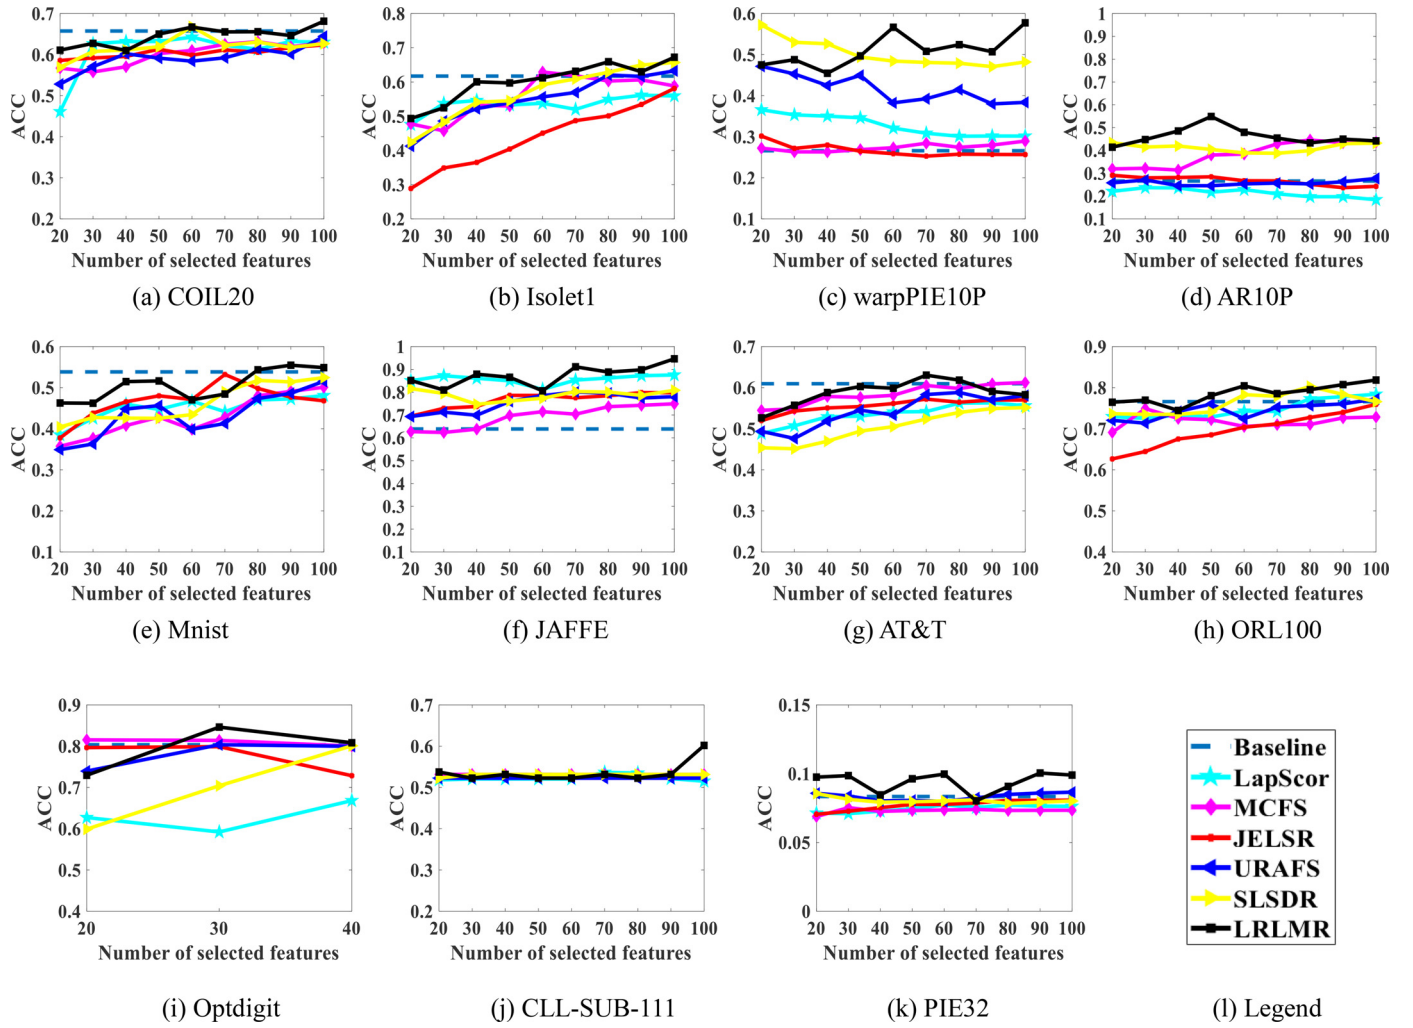 0.7
0.6
0.5
0.4
0.3
0.2
ACC
20 30 40 50 60 70 80 90 100
Number of selected features
(a) COIL20
0.8
0.7
0.6
0.5
0.4
0.3
0.2
ACC
20 30 40 50 60 70 80 90 100
Number of selected features
(b) Isolet1
0.6
0.5
0.4
0.3
0.2
0.1
ACC
20 30 40 50 60 70 80 90 100
Number of selected features
(c) warpPIE10P
1
0.9
0.8
0.7
0.6
0.5
0.4
0.3
0.2
0.1
ACC
20 30 40 50 60 70 80 90 100
Number of selected features
(d) AR10P
0.6
0.5
0.4
0.3
0.2
0.1
ACC
20 30 40 50 60 70 80 90 100
Number of selected features
(e) Mnist
1
0.9
0.8
0.7
0.6
0.5
0.4
0.3
0.2
0.1
ACC
20 30 40 50 60 70 80 90 100
Number of selected features
(f) JAFFE
0.7
0.6
0.5
0.4
0.3
0.2
ACC
20 30 40 50 60 70 80 90 100
Number of selected features
(g) AT&T
0.9
0.8
0.7
0.6
0.5
0.4
ACC
20 30 40 50 60 70 80 90 100
Number of selected features
(h) ORL100
0.9
0.8
0.7
0.6
0.5
0.4
ACC
20 30 40
Number of selected features
(i) Optdigit
0.7
0.6
0.5
0.4
0.3
0.2
ACC
20 30 40 50 60 70 80 90 100
Number of selected features
(j) CLL-SUB-111
0.15
0.1
0.05
0
ACC
20 30 40 50 60 70 80 90 100
Number of selected features
(k) PIE32
Baseline
LapScor
MCFS
JELSR
URAFS
SLSDR
LRLMR
(l) Legend